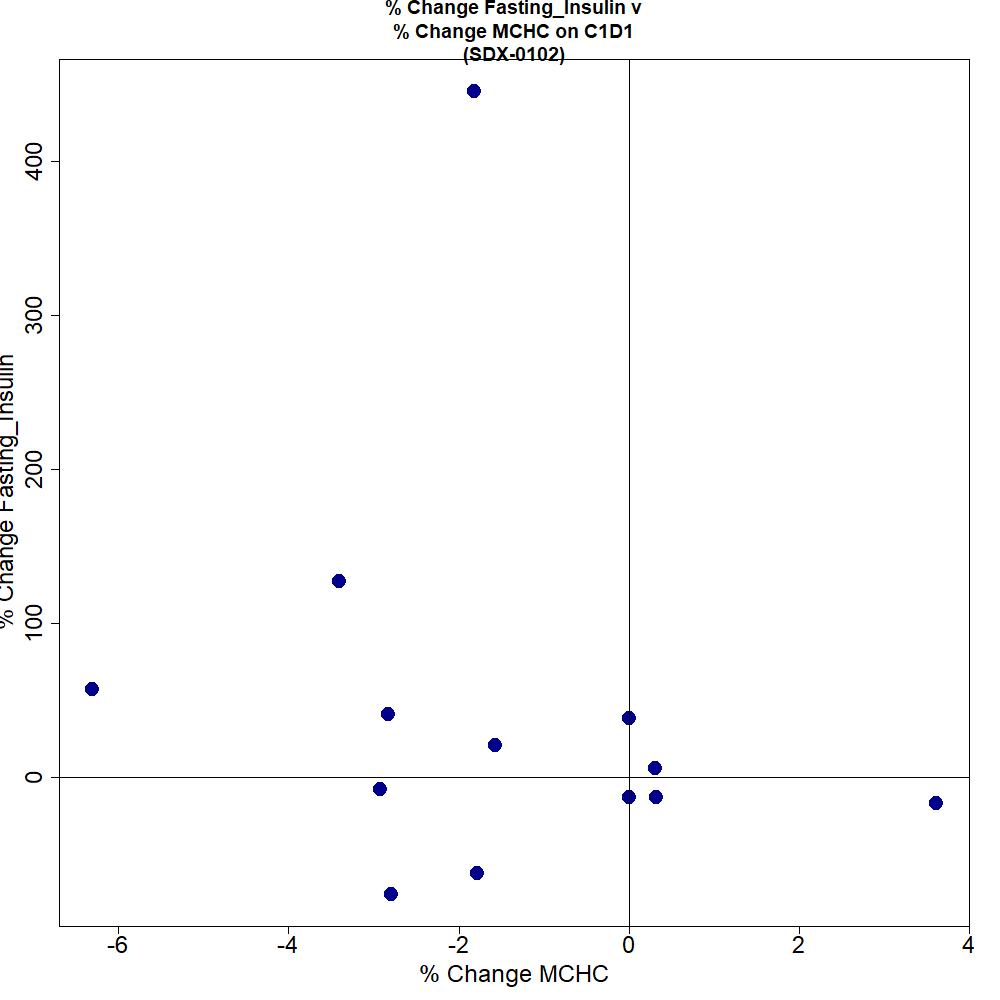 % Change Fasting_Insulin v
% Change MCHC on C1D1
(SDX-0102)
400
300
200
100
0
% Change Fasting_Insulin
-6
-4
-2
0
2
4
% Change MCHC